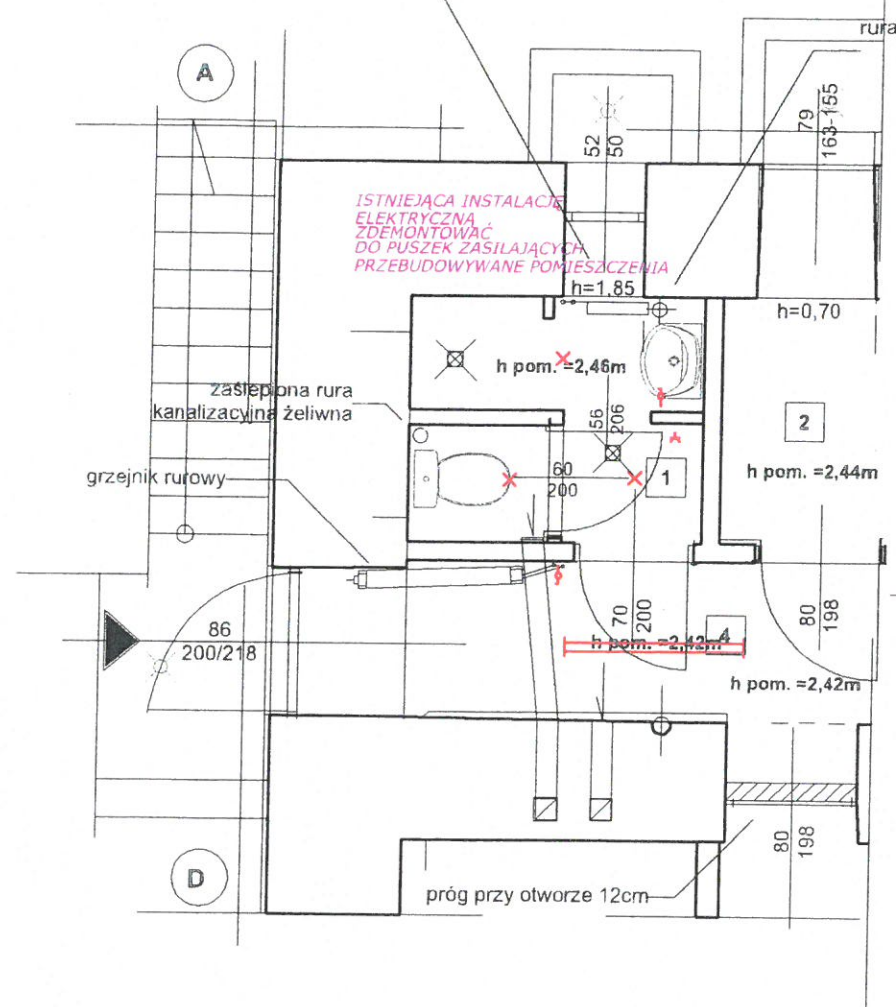 rura
A
52
50
79
163-155
ISTNIEJĄCA INSTALACJĘ
ELEKTRYCZNĄ
ZDEMONTOWAĆ
DO PUSZEK ZASILAJĄCYCH
PRZEBUDOWYWANE POMIESZCZENIA
h=1,85
h=0,70
h pom. =2,46m
zaślepiona rura
kanalizacyjna żeliwna
56
206
2
grzejnik rurowy
60
200
1
h pom. =2,44m
86
200/218
70
200
80
198
h pom. =2,42m
4
h pom. =2,42m
80
198
D
próg przy otworze 12cm